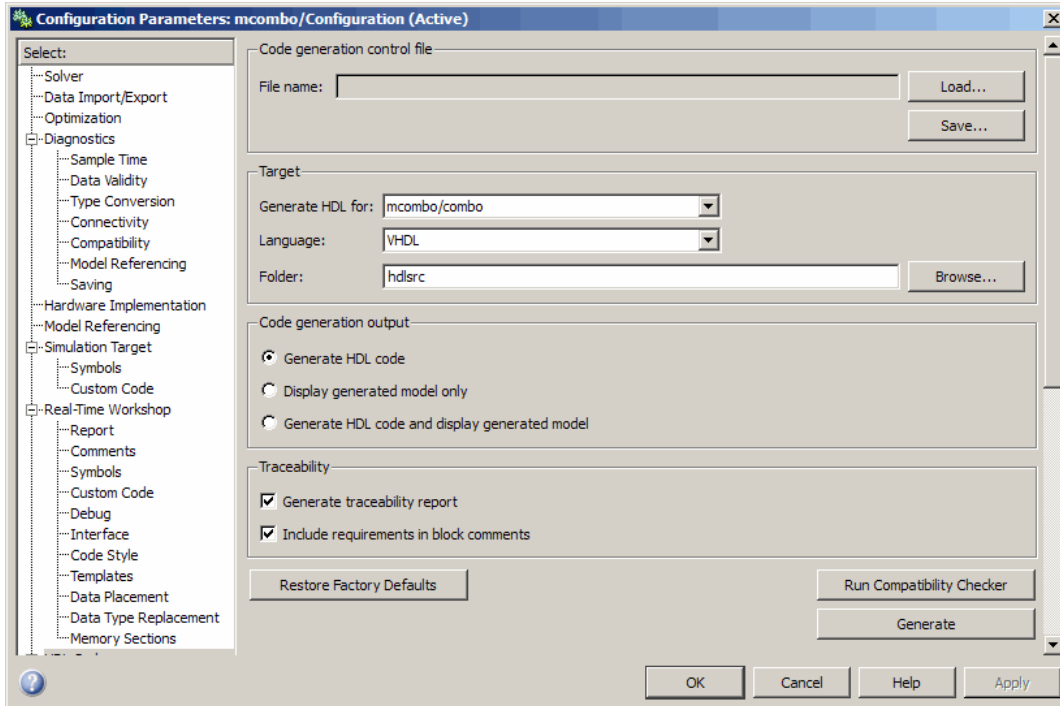 Configuration Parameters: mcombo/Configuration (Active)
Select:
Solver
Data Import/Export
Optimization
Diagnostics
Sample Time
Data Validity
Type Conversion
Connectivity
Compatibility
Model Referencing
Saving
Hardware Implementation
Model Referencing
Simulation Target
Symbols
Custom Code
Real-Time Workshop
Report
Comments
Symbols
Custom Code
Debug
Interface
Code Style
Templates
Data Placement
Data Type Replacement
Memory Sections
Code generation control file
File name:
Load...
Save...
Target
Generate HDL for: mcombo/combo
Language: VHDL
Folder: hdlsrc
Browse...
Code generation output
Generate HDL code
Display generated model only
Generate HDL code and display generated model
Traceability
Generate traceability report
Include requirements in block comments
Restore Factory Defaults
Run Compatibility Checker
Generate
OK
Cancel
Help
Apply